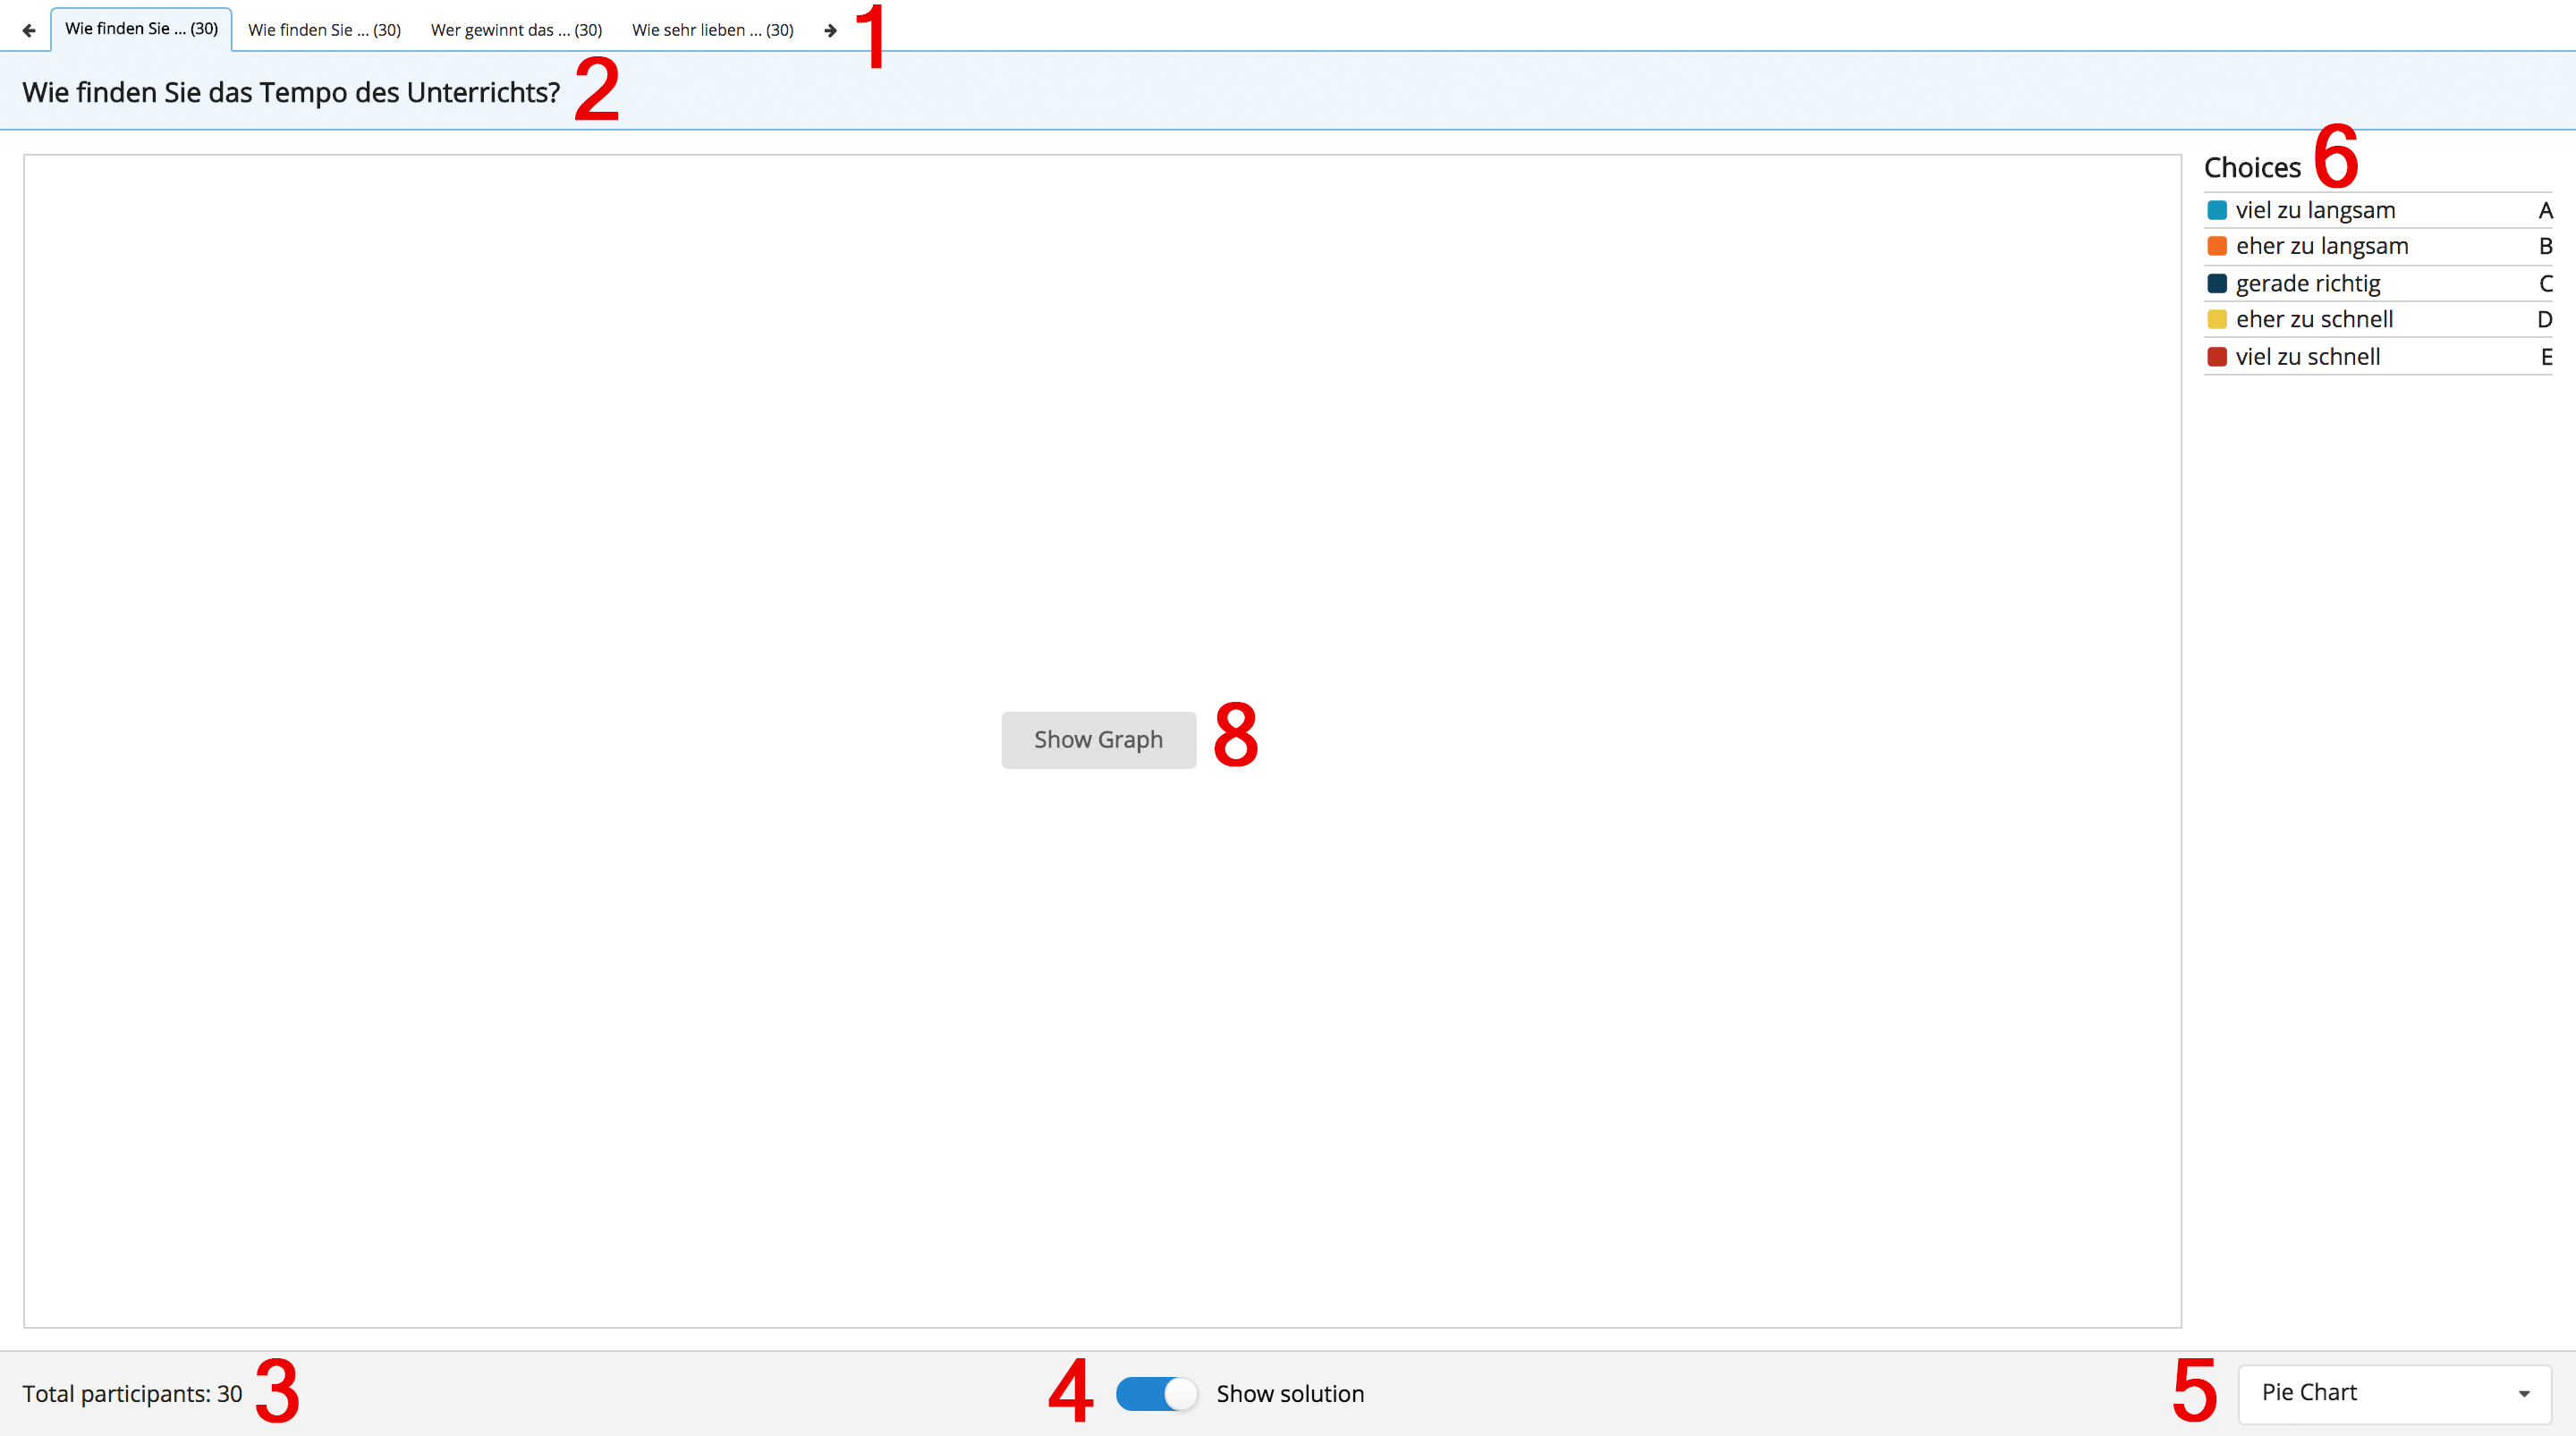 Wie finden Sie ... (30) Wie finden Sie ... (30) Wer gewinnt das ... (30) Wie sehr lieben ... (30) 1
Wie finden Sie das Tempo des Unterrichts? 2
Choices 6
viel zu langsam A
eher zu langsam B
gerade richtig C
eher zu schnell D
viel zu schnell E
Show Graph 8
Total participants: 30 3 4 Show solution 5 Pie Chart